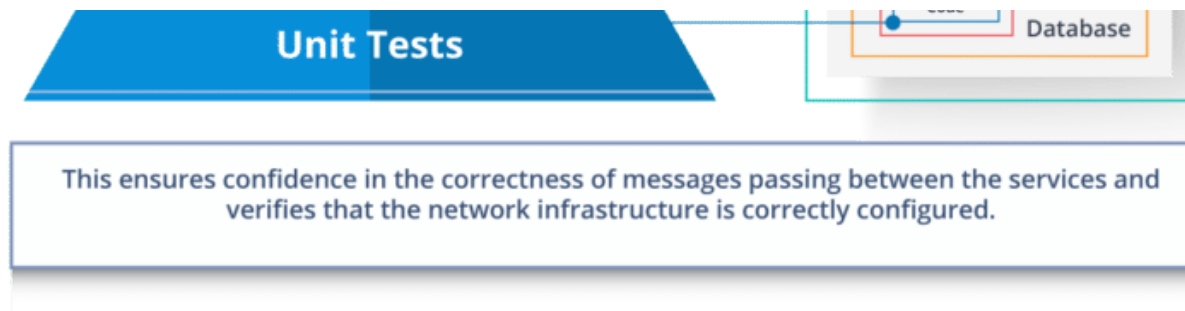 Unit Tests
Database
This ensures confidence in the correctness of messages passing between the services and
verifies that the network infrastructure is correctly configured.